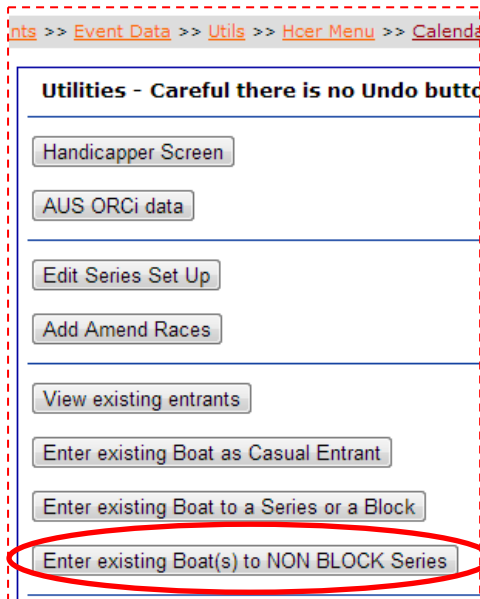 nts >> Event Data >> Utils >> Hcer Menu >> Calenda
Utilities - Careful there is no Undo butto
Handicapper Screen
AUS ORCi data
Edit Series Set Up
Add Amend Races
View existing entrants
Enter existing Boat as Casual Entrant
Enter existing Boat to a Series or a Block
Enter existing Boat(s) to NON BLOCK Series